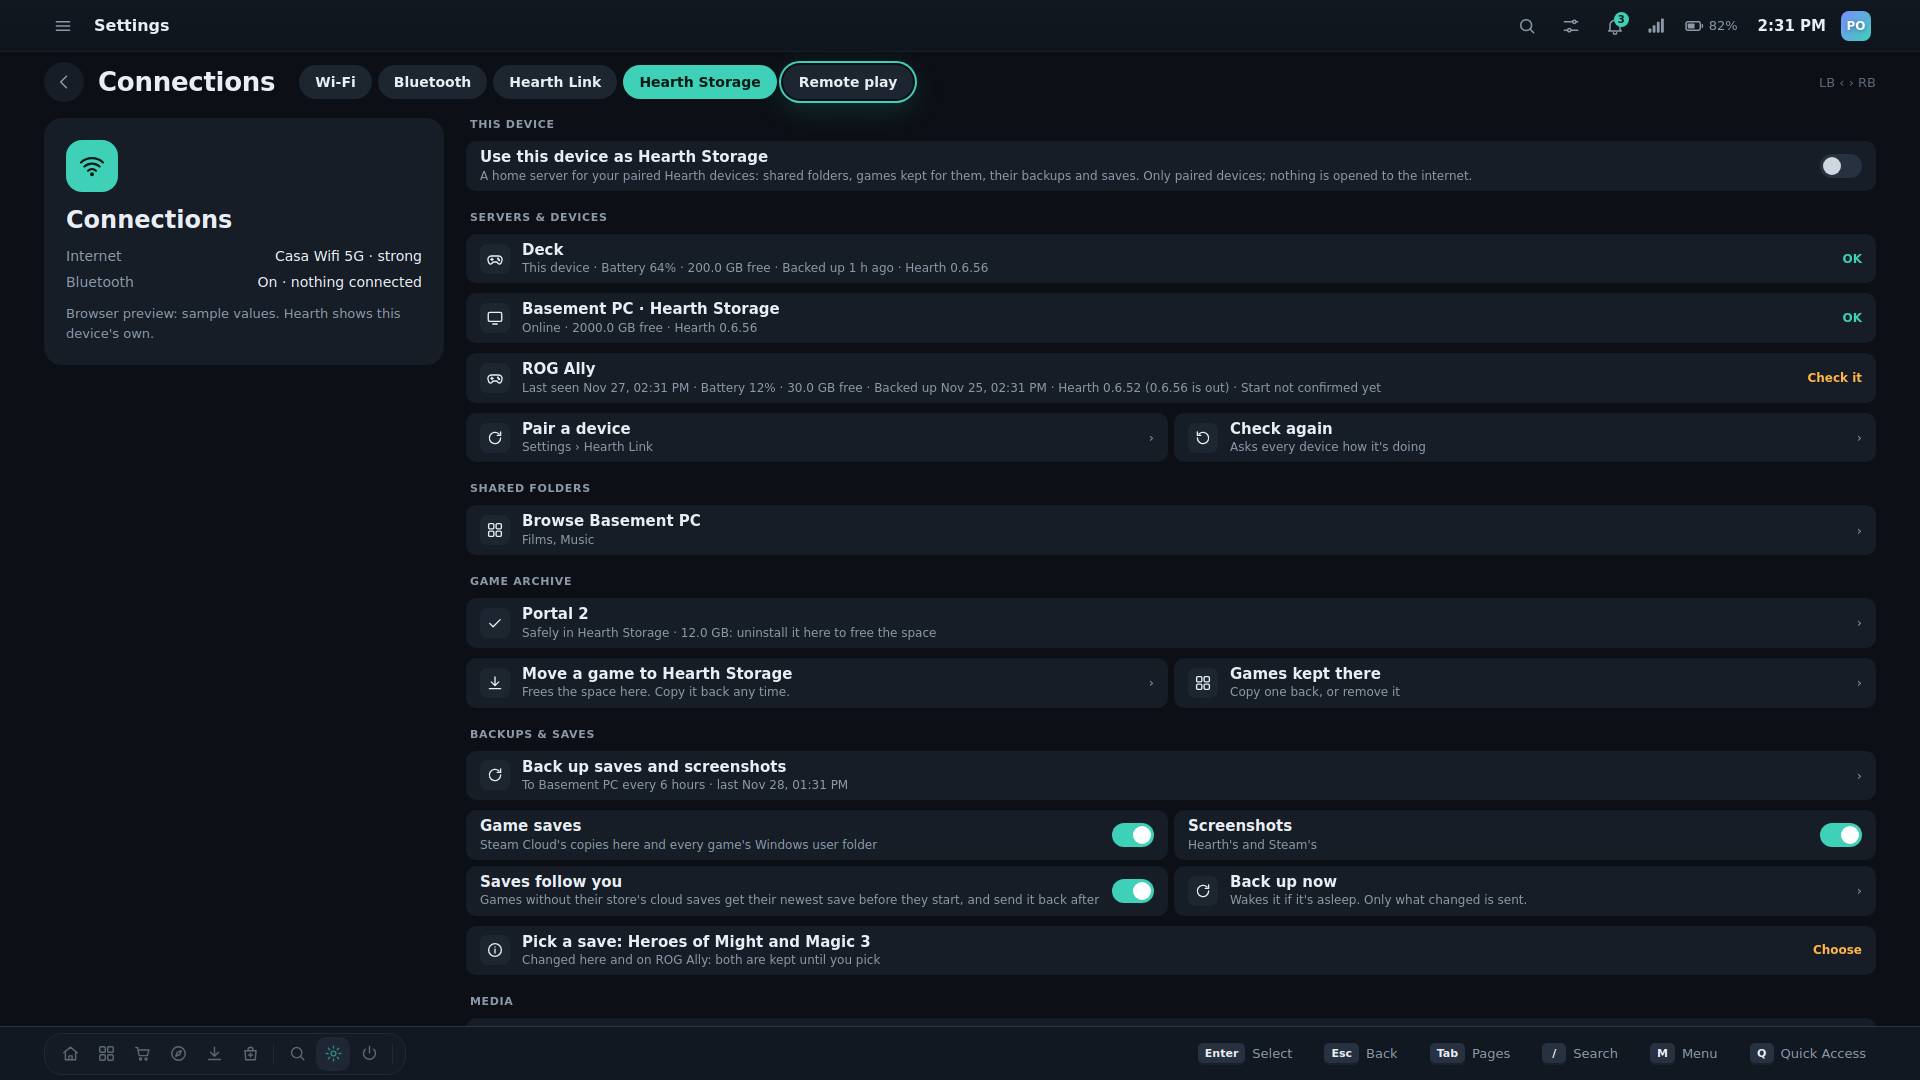 Settings
3
82%
2:31 PM
PO
Connections
Wi-Fi
Bluetooth
Hearth Link
Hearth Storage
Remote play
LB ‹ › RB
Connections
Internet
Casa Wifi 5G · strong
Bluetooth
On · nothing connected
Browser preview: sample values. Hearth shows this
device's own.
THIS DEVICE
Use this device as Hearth Storage
A home server for your paired Hearth devices: shared folders, games kept for them, their backups and saves. Only paired devices; nothing is opened to the internet.
SERVERS & DEVICES
Deck
This device · Battery 64% · 200.0 GB free · Backed up 1 h ago · Hearth 0.6.56
OK
Basement PC · Hearth Storage
Online · 2000.0 GB free · Hearth 0.6.56
OK
ROG Ally
Last seen Nov 27, 02:31 PM · Battery 12% · 30.0 GB free · Backed up Nov 25, 02:31 PM · Hearth 0.6.52 (0.6.56 is out) · Start not confirmed yet
Check it
Pair a device
Settings › Hearth Link
›
Check again
Asks every device how it's doing
›
SHARED FOLDERS
Browse Basement PC
Films, Music
›
GAME ARCHIVE
Portal 2
Safely in Hearth Storage · 12.0 GB: uninstall it here to free the space
›
Move a game to Hearth Storage
Frees the space here. Copy it back any time.
›
Games kept there
Copy one back, or remove it
›
BACKUPS & SAVES
Back up saves and screenshots
To Basement PC every 6 hours · last Nov 28, 01:31 PM
›
Game saves
Steam Cloud's copies here and every game's Windows user folder
Screenshots
Hearth's and Steam's
Saves follow you
Games without their store's cloud saves get their newest save before they start, and send it back after
Back up now
Wakes it if it's asleep. Only what changed is sent.
›
Pick a save: Heroes of Might and Magic 3
Changed here and on ROG Ally: both are kept until you pick
Choose
MEDIA
Enter Select
Esc Back
Tab Pages
/ Search
M Menu
Q Quick Access